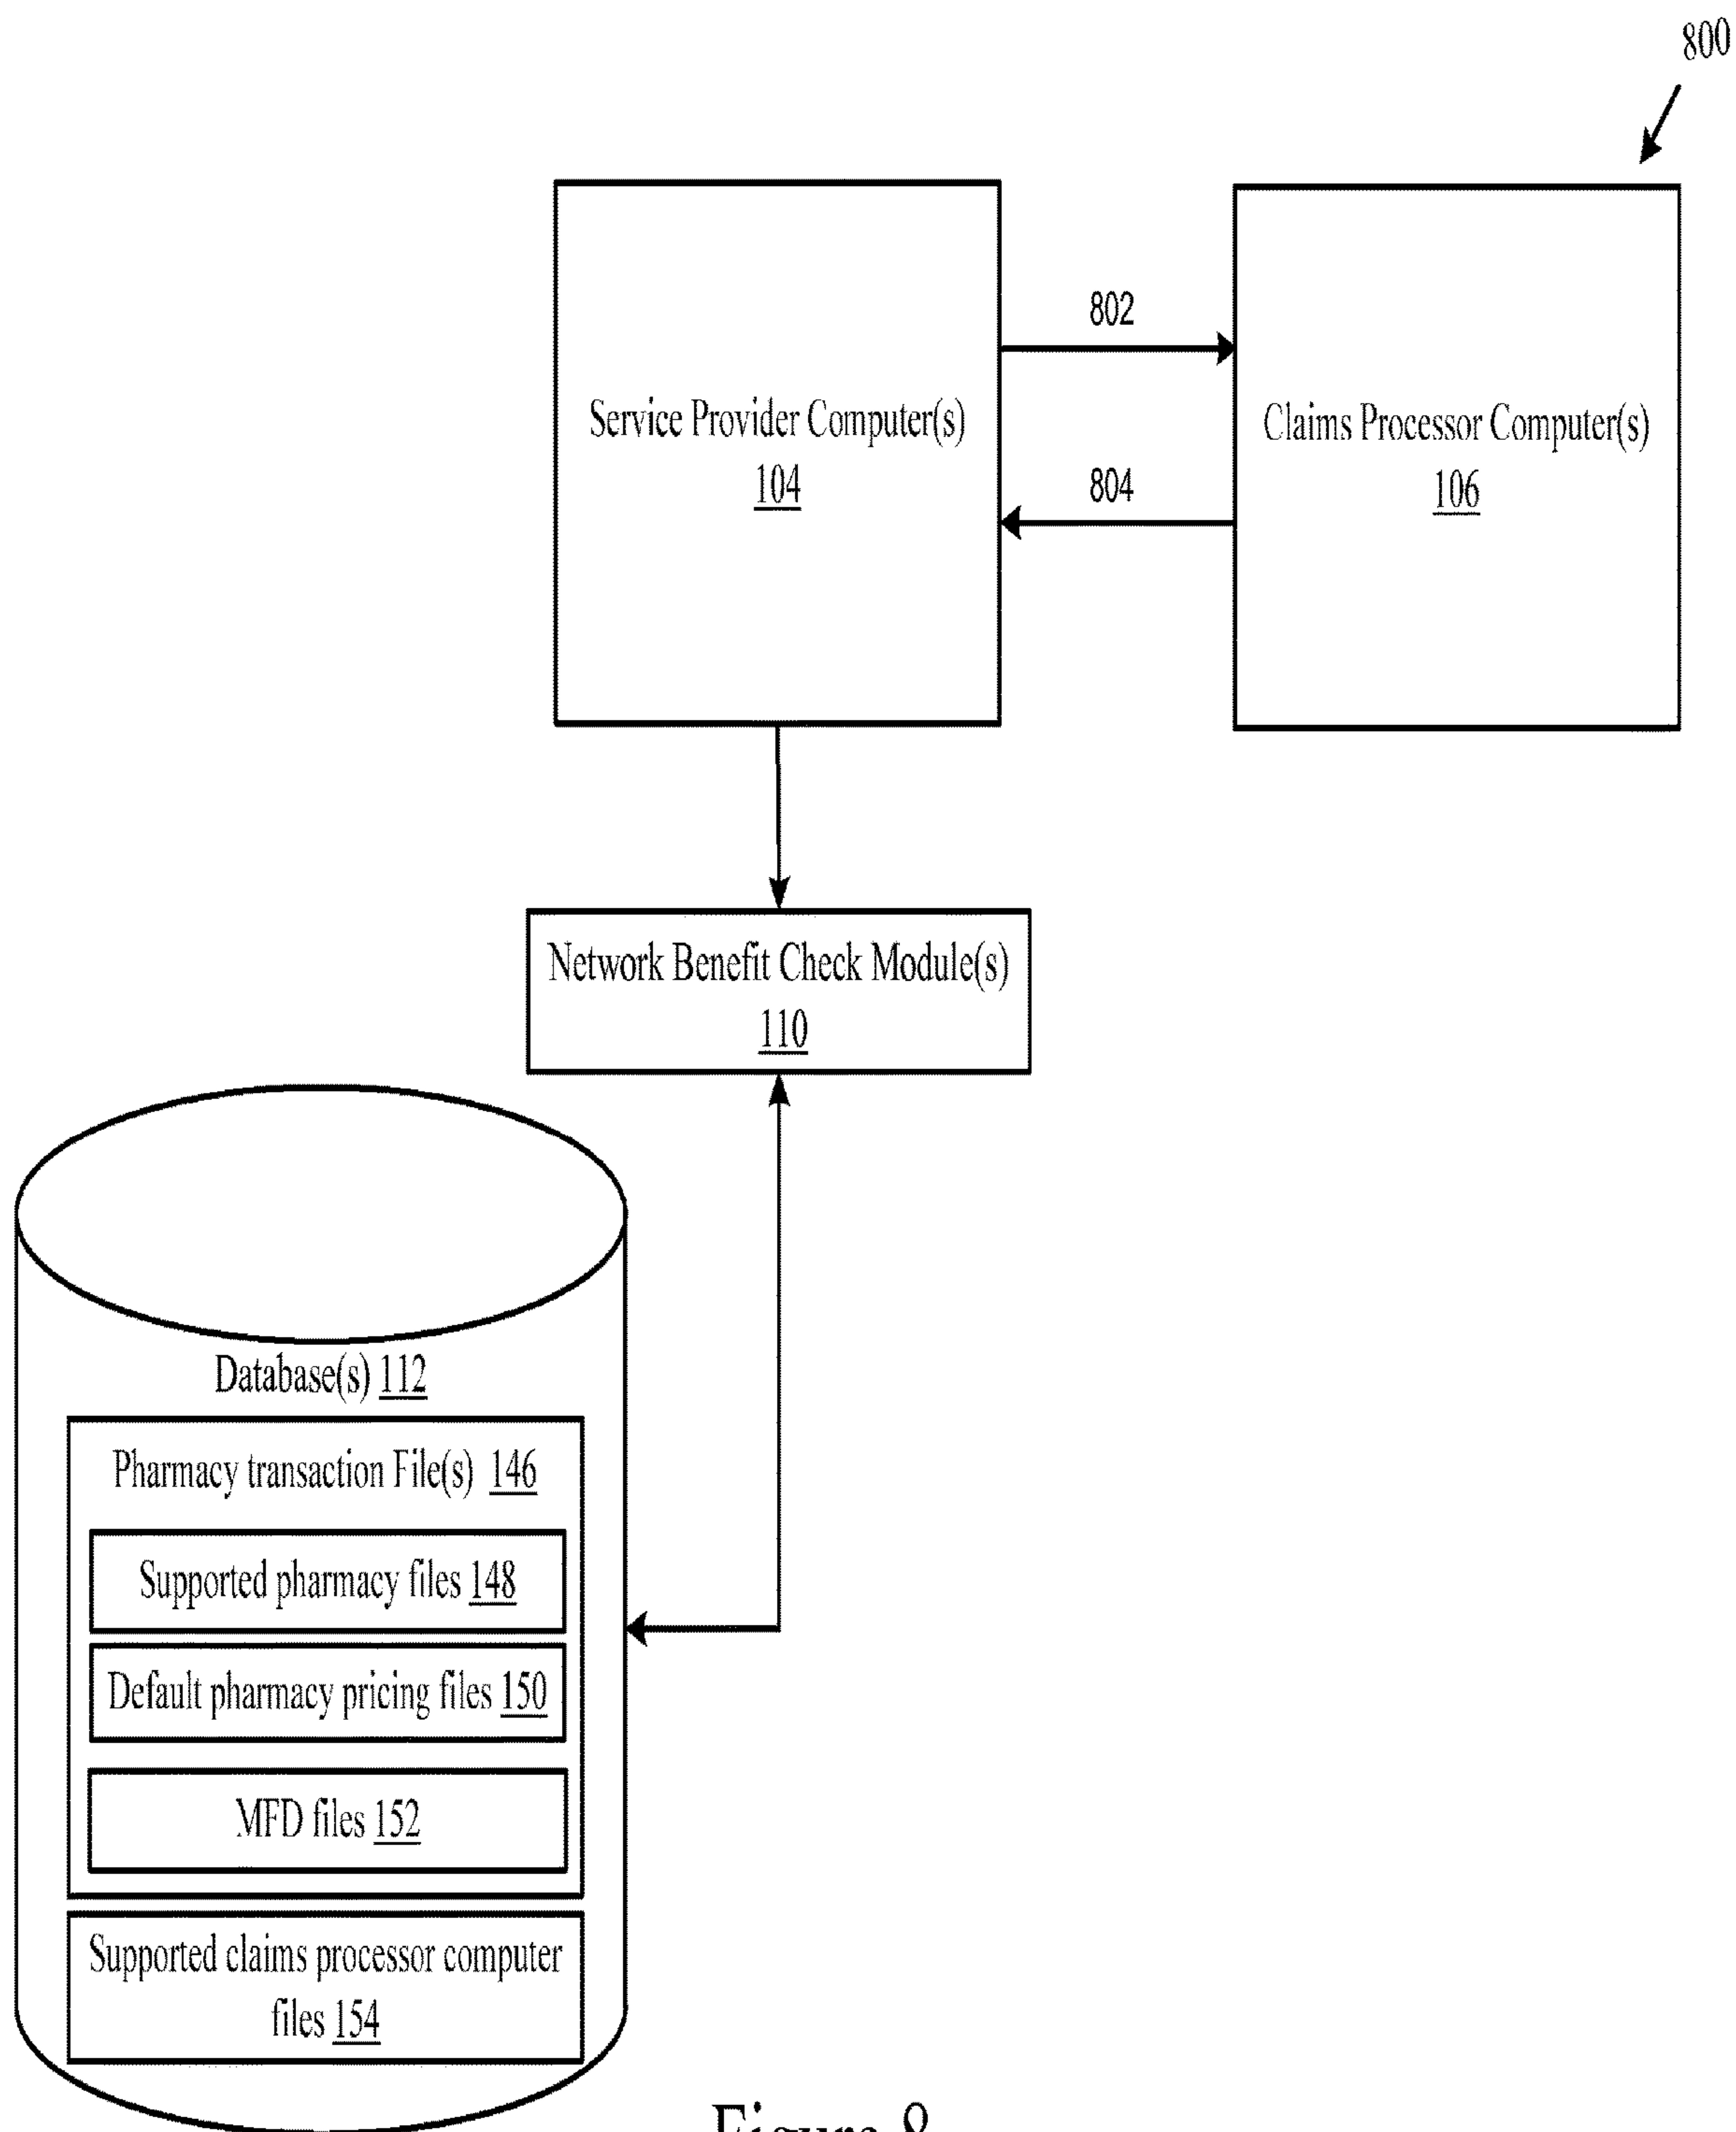 800
802
Service Provider Computer(s)
104
Claims Processor Computer(s)
106
804
Network Benefit Check Module(s)
110
Database(s) 112
Pharmacy transaction File(s) 146
Supported pharmacy files 148
Default pharmacy pricing files 150
MFD files 152
Supported claims processor computer
files 154
Figure 8